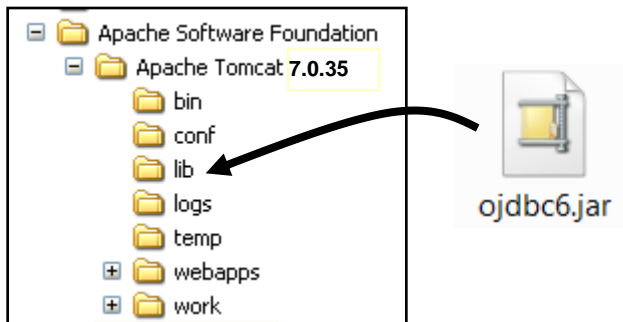 Apache Software Foundation
Apache Tomcat 7.0.35
bin
conf
lib
logs
temp
webapps
work
ojdbc6.jar